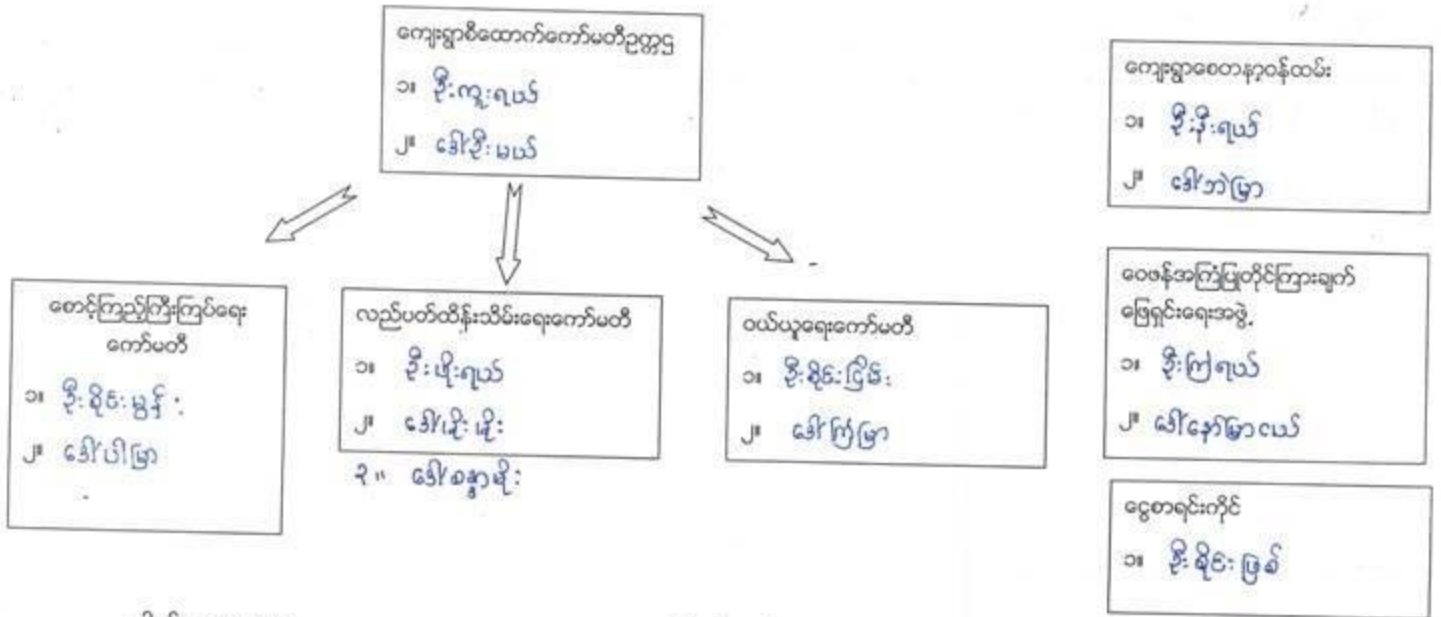 ကျေးရွာစီထောက်ကော်မတီဥက္ကဌ
၁။ ဦးကူးရယ်
၂။ ဒေါ်ဦးမယ်
ကျေးရွာစေတနာ့ဝန်ထမ်း
၁။ ဦးနီးရယ်
၂။ ဒေါ်ဘဲမြာ
စောင့်ကြည့်ကြီးကြပ်ရေး
ကော်မတီ
၁။ ဦးစိုင်းမွန်း
၂။ ဒေါ်ပါမြာ
လည်ပတ်ထိန်းသိမ်းရေးကော်မတီ
၁။ ဦးဖိုးရယ်
၂။ ဒေါ်မိုးမိုး
၃။ ဒေါ်စန္ဒာမိုး
ဝယ်ယူရေးကော်မတီ
၁။ ဦးစိုင်းငြိမ်း
၂။ ဒေါ်ကြံမြာ
ဝေဖန်အကြံပြုတိုင်ကြားချက်
ဖြေရှင်းရေးအဖွဲ့
၁။ ဦးကြဲရယ်
၂။ ဒေါ်နော်မြာငယ်
ငွေစာရင်းကိုင်
၁။ ဦးစိုင်းဖြစ်